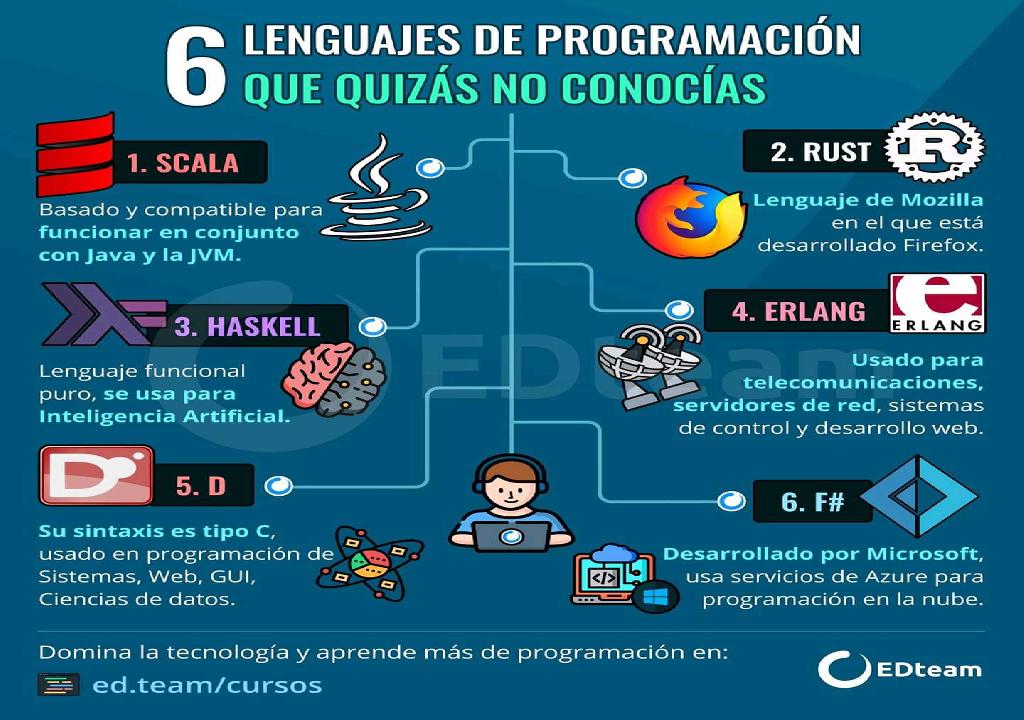 6 LENGUAJES DE PROGRAMACIÓN
QUE QUIZÁS NO CONOCÍAS
1. SCALA
Basado y compatible para
funcionar en conjunto
con Java y la JVM.
2. RUST
R
Lenguaje de Mozilla
en el que está
desarrollado Firefox.
3. HASKELL
Lenguaje funcional
puro, se usa para
Inteligencia Artificial.
4. ERLANG
e
ERLANG
Usado para
telecomunicaciones,
servidores de red, sistemas
de control y desarrollo web.
EDteam
D
5. D
Su sintaxis es tipo C,
usado en programación de
Sistemas, Web, GUI,
Ciencias de datos.
6. F#
</>
Desarrollado por Microsoft,
usa servicios de Azure para
programación en la nube.
Domina la tecnología y aprende más de programación en:
ed.team/cursos
EDteam